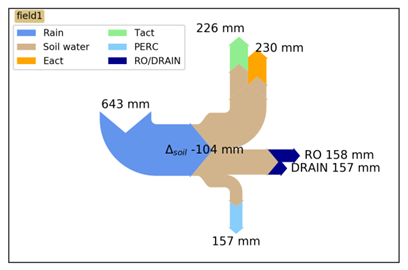 field1
Rain
Soil water
Eact
Tact
PERC
RO/DRAIN
226 mm
230 mm
643 mm
Δsoil -104 mm
RO 158 mm
DRAIN 157 mm
157 mm